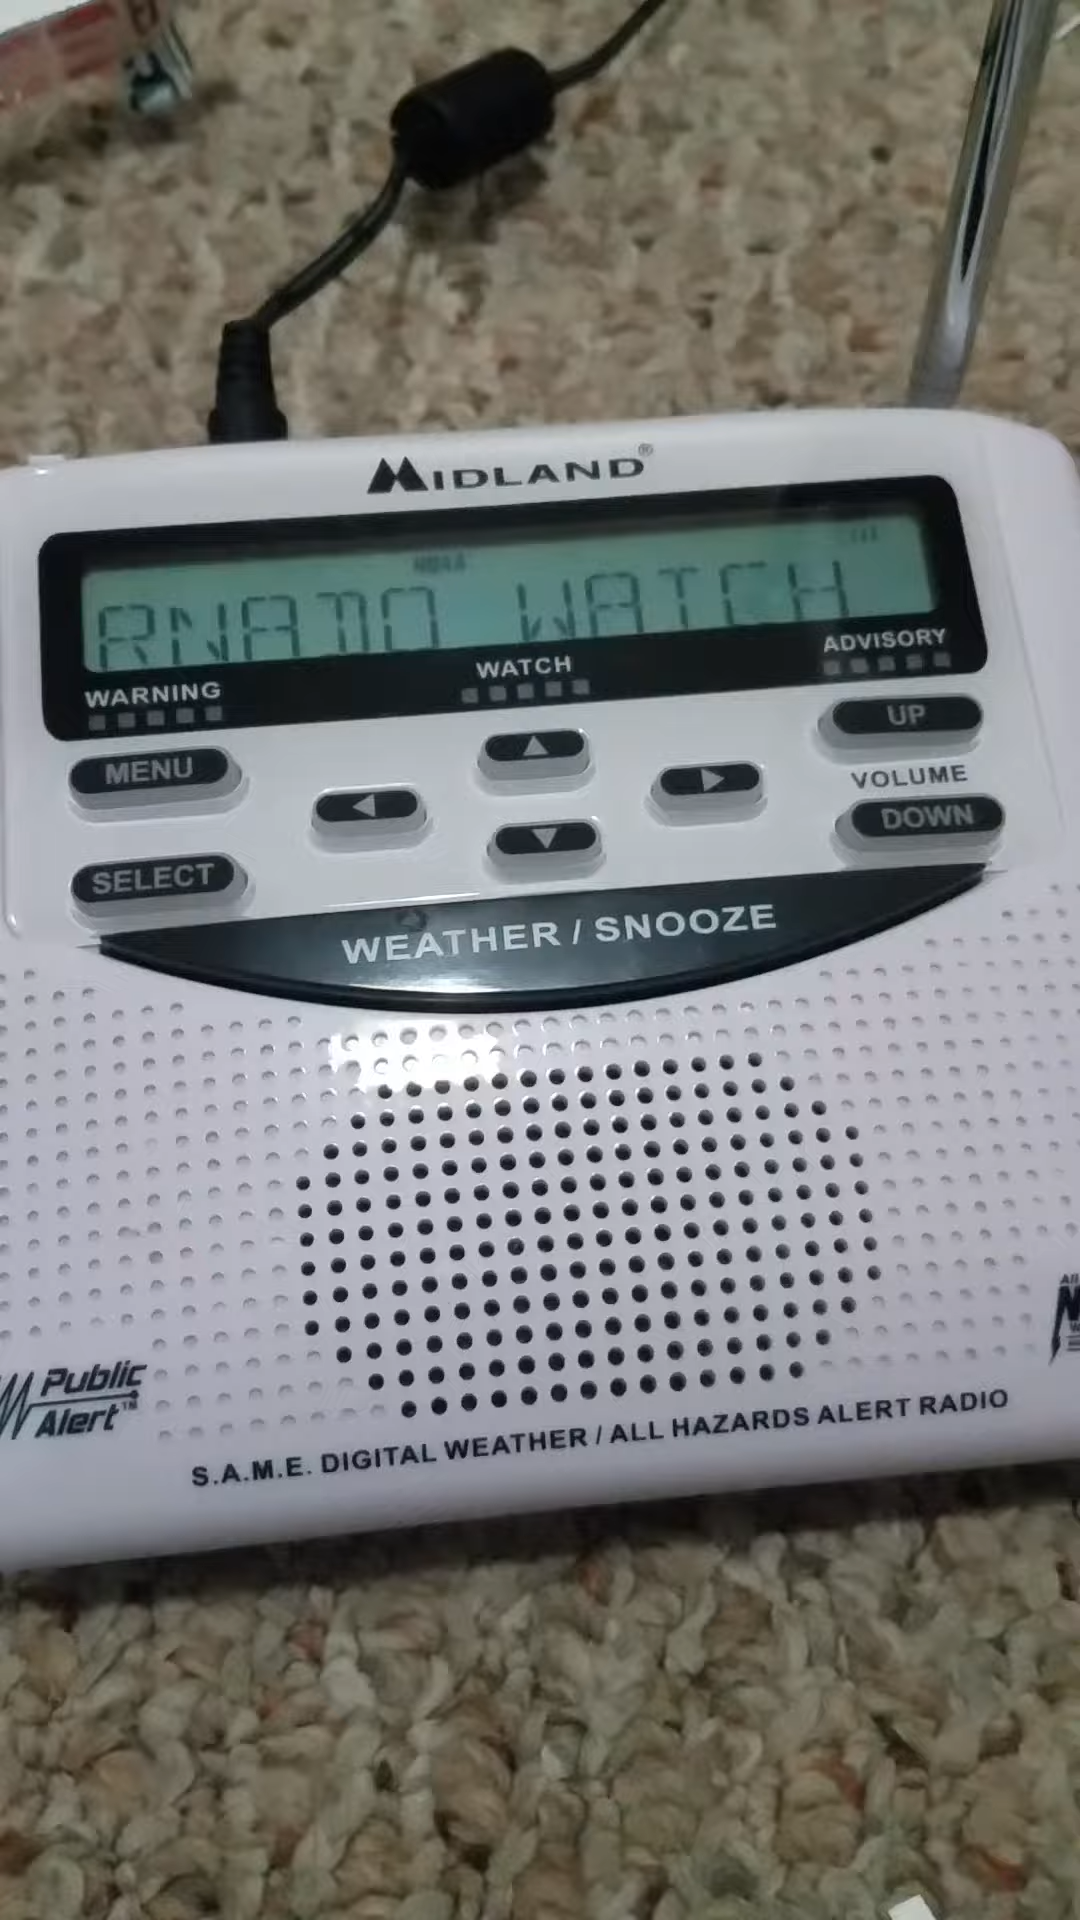 MIDLAND®
RNADO WATCH
WARNING
WATCH
ADVISORY
MENU
UP
VOLUME
DOWN
SELECT
WEATHER / SNOOZE
Public
Alert™
S.A.M.E. DIGITAL WEATHER / ALL HAZARDS ALERT RADIO